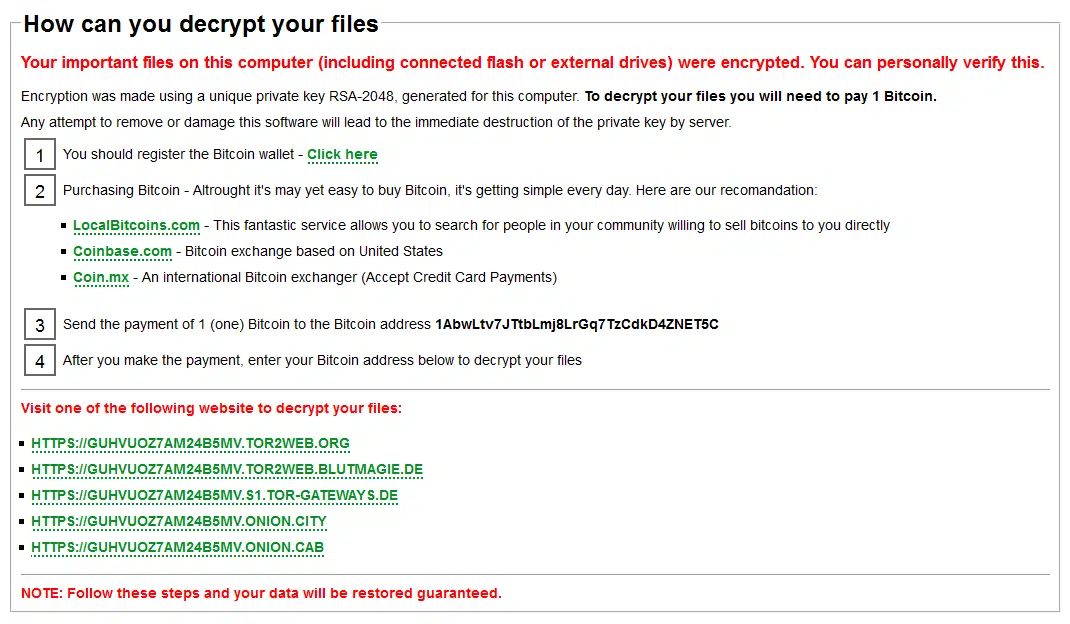 How can you decrypt your files
Your important files on this computer (including connected flash or external drives) were encrypted. You can personally verify this.
Encryption was made using a unique private key RSA-2048, generated for this computer. To decrypt your files you will need to pay 1 Bitcoin.
Any attempt to remove or damage this software will lead to the immediate destruction of the private key by server.
1 You should register the Bitcoin wallet - Click here
2 Purchasing Bitcoin - Altrought it's may yet easy to buy Bitcoin, it's getting simple every day. Here are our recomandation:
LocalBitcoins.com - This fantastic service allows you to search for people in your community willing to sell bitcoins to you directly
Coinbase.com - Bitcoin exchange based on United States
Coin.mx - An international Bitcoin exchanger (Accept Credit Card Payments)
3 Send the payment of 1 (one) Bitcoin to the Bitcoin address 1AbwLtv7JTtbLmj8LrGq7TzCdkD4ZNET5C
4 After you make the payment, enter your Bitcoin address below to decrypt your files
Visit one of the following website to decrypt your files:
HTTPS://GUHVUOZ7AM24B5MV.TOR2WEB.ORG
HTTPS://GUHVUOZ7AM24B5MV.TOR2WEB.BLUTMAGIE.DE
HTTPS://GUHVUOZ7AM24B5MV.S1.TOR-GATEWAYS.DE
HTTPS://GUHVUOZ7AM24B5MV.ONION.CITY
HTTPS://GUHVUOZ7AM24B5MV.ONION.CAB
NOTE: Follow these steps and your data will be restored guaranteed.